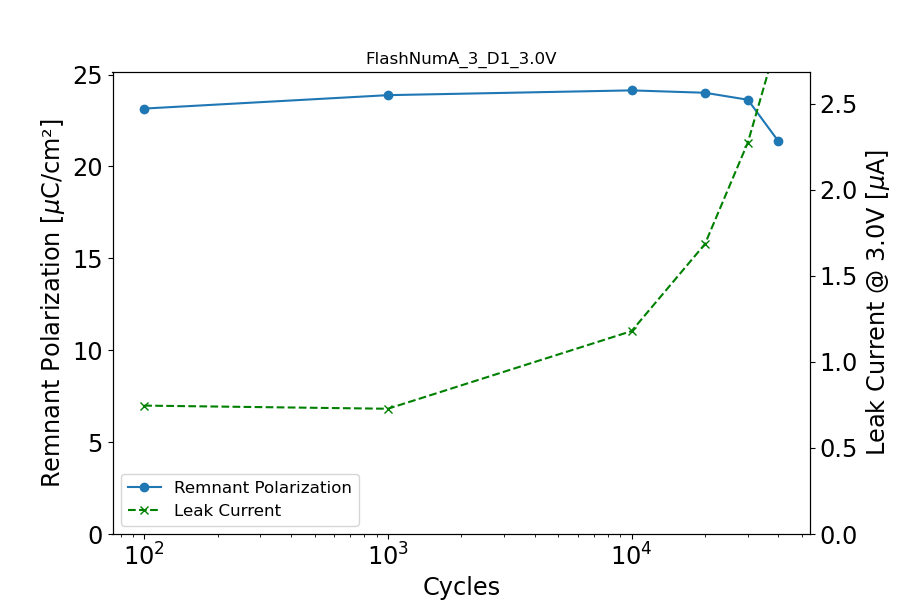 FlashNumA_3_D1_3.0V
25
20
15
10
5
0
Remnant Polarization [μC/cm²]
2.5
2.0
1.5
1.0
0.5
0.0
Leak Current @ 3.0V [μA]
Remnant Polarization
Leak Current
10² 10³ 10⁴
Cycles